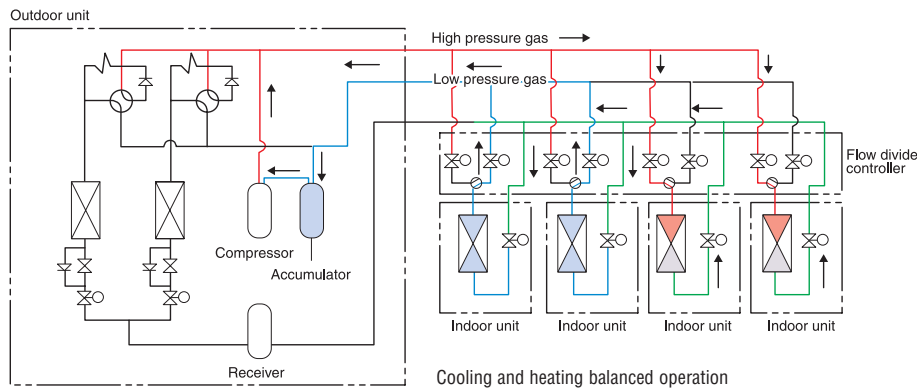 Outdoor unit
High pressure gas
Low pressure gas
Flow divide
controller
Compressor
Accumulator
Receiver
Indoor unit
Indoor unit
Indoor unit
Indoor unit
Cooling and heating balanced operation